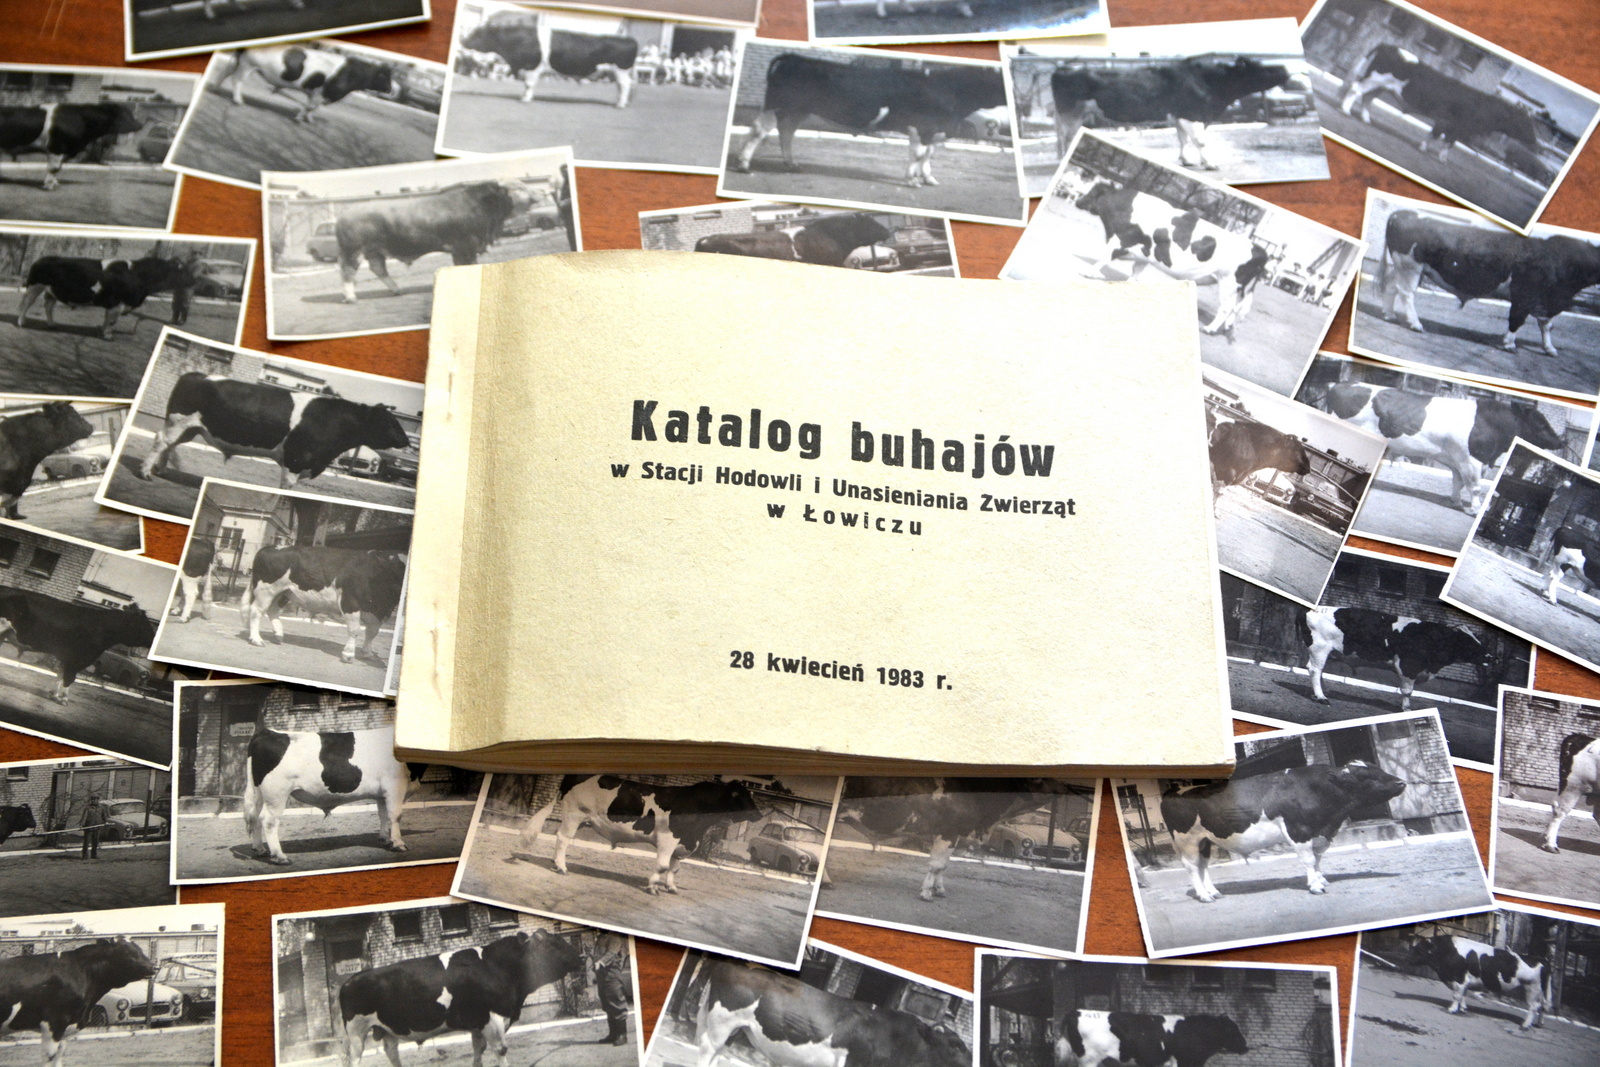 Katalog buhajów
w Stacji Hodowli i Unasieniania Zwierząt
w Łowiczu
28 kwiecień 1983 r.